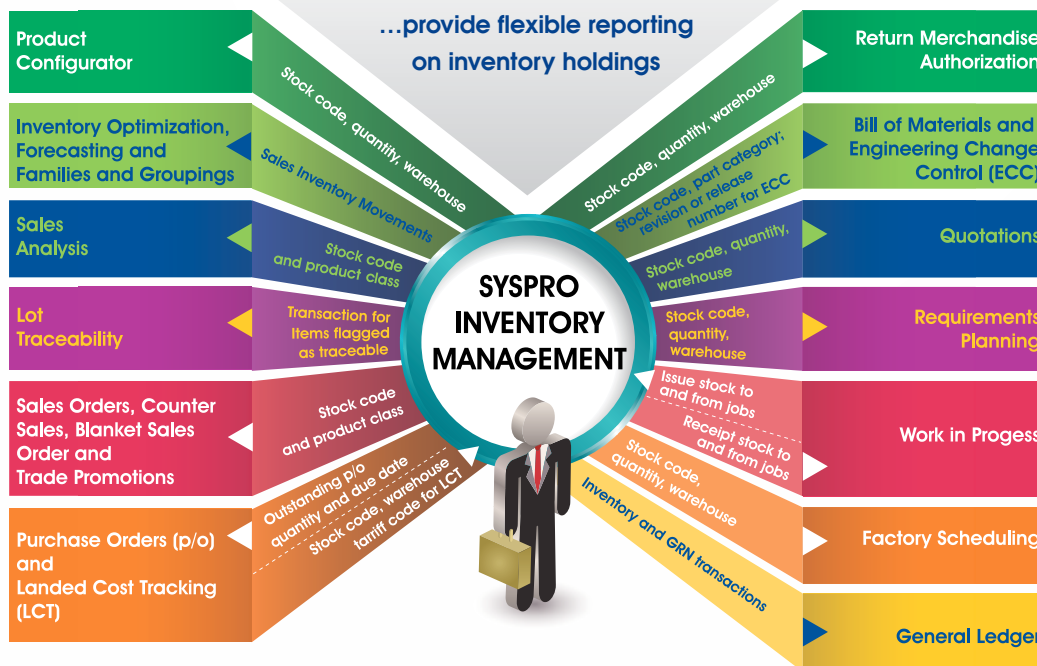 ...provide flexible reporting
on inventory holdings
Product
Configurator
Stock code, quantity, warehouse
Inventory Optimization,
Forecasting and
Families and Groupings
Sales Inventory Movements
Sales
Analysis
Stock code
and product class
Lot
Traceability
Transaction for
Items flagged
as traceable
Sales Orders, Counter
Sales, Blanket Sales
Order and
Trade Promotions
Stock code
and product class
Purchase Orders (p/o)
and
Landed Cost Tracking
(LCT)
Outstanding p/o
quantity and due date
Stock code, warehouse
tarriff code for LCT
SYSPRO
INVENTORY
MANAGEMENT
Stock code, quantity, warehouse
Return Merchandise
Authorization
Stock code, part category;
revision or release
number for ECC
Bill of Materials and
Engineering Change
Control (ECC)
Stock code, quantity,
warehouse
Quotations
Stock code,
quantity,
warehouse
Requirements
Planning
Issue stock to
and from jobs
Receipt stock to
and from jobs
Work in Progess
Stock code,
quantity, warehouse
Factory Scheduling
Inventory and GRN transactions
General Ledger